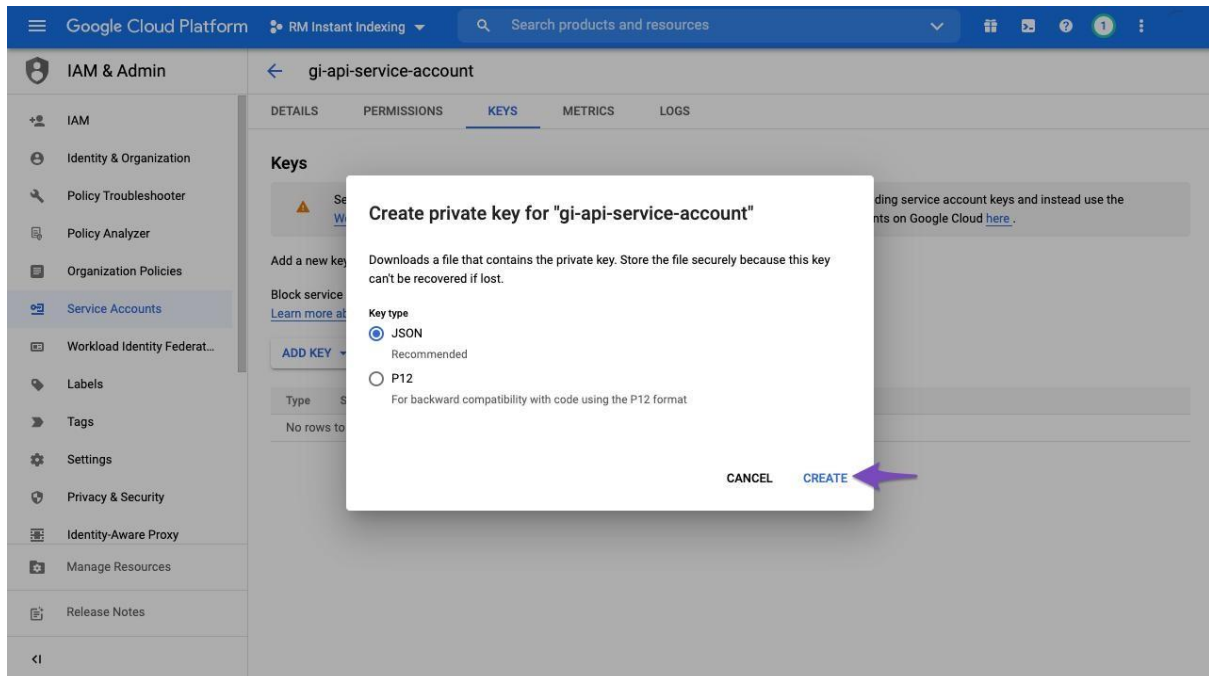 Google Cloud Platform
RM Instant Indexing
Search products and resources
1
IAM & Admin
gi-api-service-account
IAM
Identity & Organization
Policy Troubleshooter
Policy Analyzer
Organization Policies
Service Accounts
Workload Identity Federat...
Labels
Tags
Settings
Privacy & Security
Identity-Aware Proxy
Manage Resources
Release Notes
DETAILS PERMISSIONS KEYS METRICS LOGS
Keys
ding service account keys and instead use the
nts on Google Cloud here .
Add a new key
Block service
Learn more ab
ADD KEY
Type S
No rows to
Create private key for "gi-api-service-account"
Downloads a file that contains the private key. Store the file securely because this key
can't be recovered if lost.
Key type
JSON
Recommended
P12
For backward compatibility with code using the P12 format
CANCEL CREATE